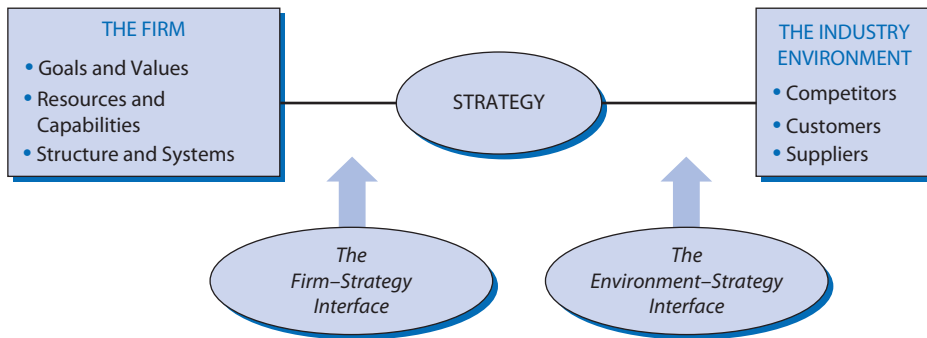 THE FIRM
• Goals and Values
• Resources and
Capabilities
• Structure and Systems
STRATEGY
THE INDUSTRY
ENVIRONMENT
• Competitors
• Customers
• Suppliers
The
Firm–Strategy
Interface
The
Environment–Strategy
Interface